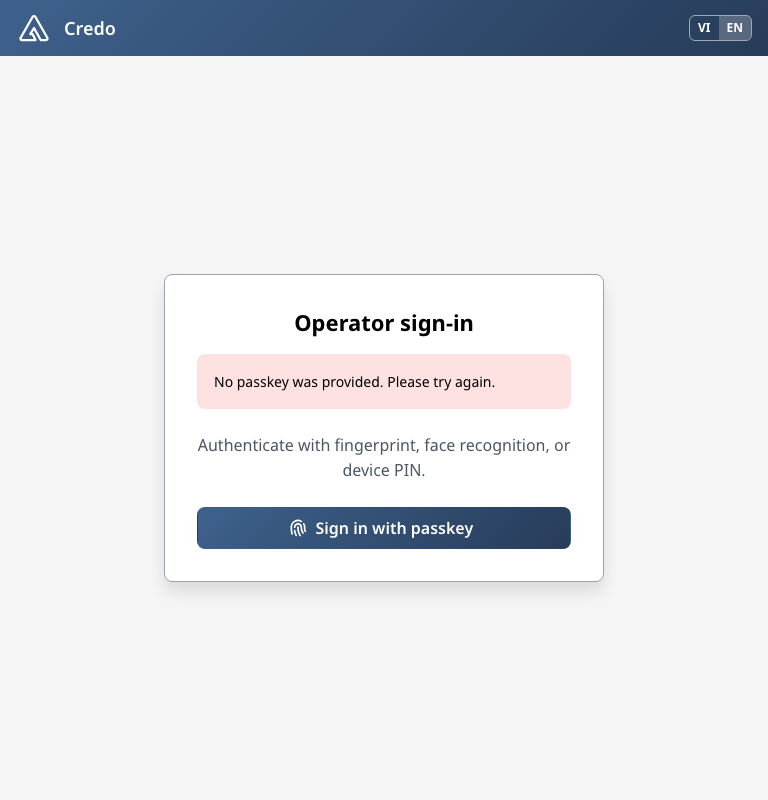 Credo
VI EN
Operator sign-in
No passkey was provided. Please try again.
Authenticate with fingerprint, face recognition, or
device PIN.
Sign in with passkey